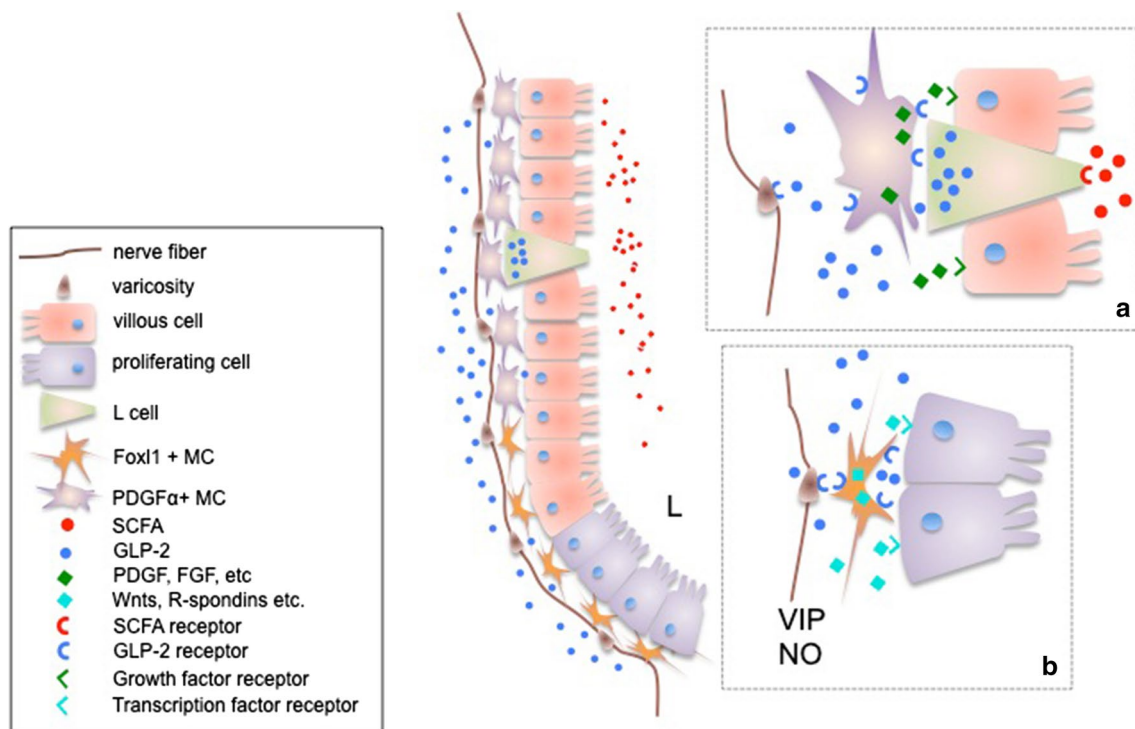 nerve fiber
varicosity
villous cell
proliferating cell
L cell
Foxl1 + MC
PDGFα+ MC
SCFA
GLP-2
PDGF, FGF, etc
Wnts, R-spondins etc.
SCFA receptor
GLP-2 receptor
Growth factor receptor
Transcription factor receptor
L
a
VIP
NO
b